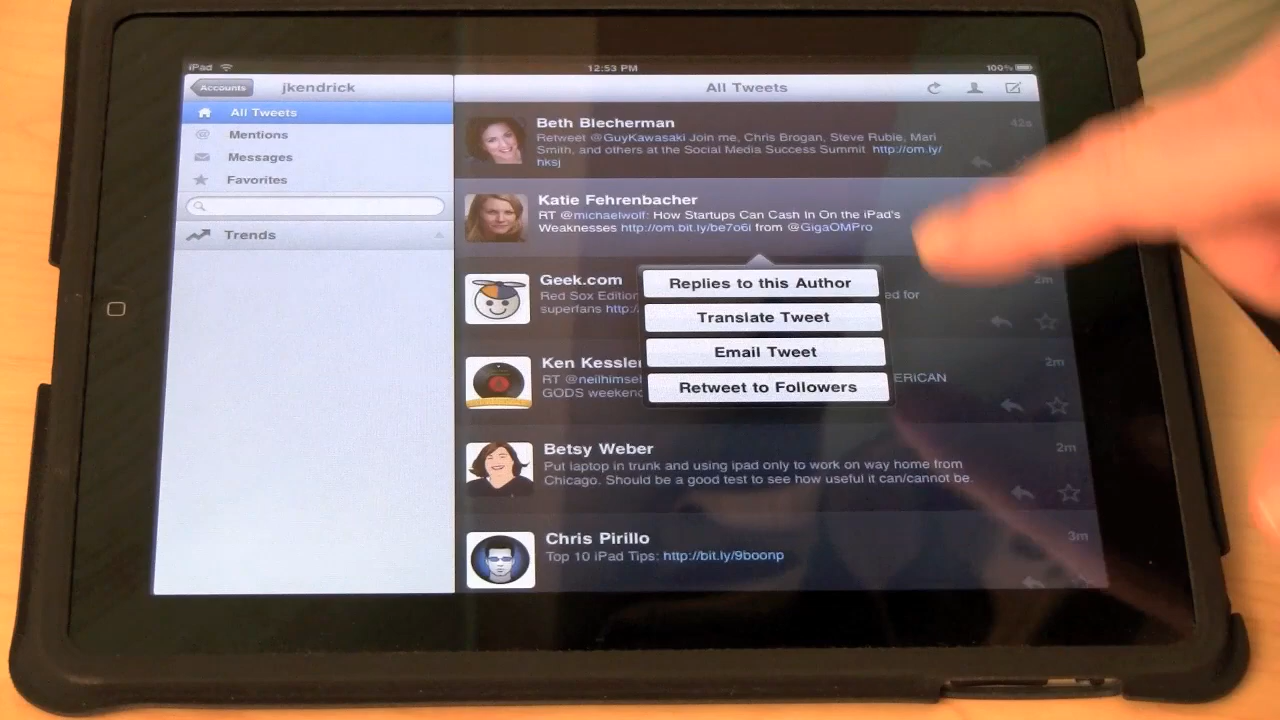 iPad 12:53 PM 100%
Accounts jkendrick All Tweets
All Tweets
Mentions
Messages
Favorites
Trends
Beth Blecherman 42s
Retweet @GuyKawasaki Join me, Chris Brogan, Steve Rubie, Mari
Smith, and others at the Social Media Success Summit http://om.ly/
hksj
Katie Fehrenbacher
RT @michaelwolf: How Startups Can Cash In On the iPad's
Weaknesses http://om.bit.ly/be7o6i from @GigaOMPro
Geek.com 2m
Red Sox Edition ed for
superfans http:/
Replies to this Author
Translate Tweet
Email Tweet
Retweet to Followers
Ken Kessler 2m
RT @neilhimsel ERICAN
GODS weekend
Betsy Weber 2m
Put laptop in trunk and using ipad only to work on way home from
Chicago. Should be a good test to see how useful it can/cannot be.
Chris Pirillo 3m
Top 10 iPad Tips: http://bit.ly/9boonp